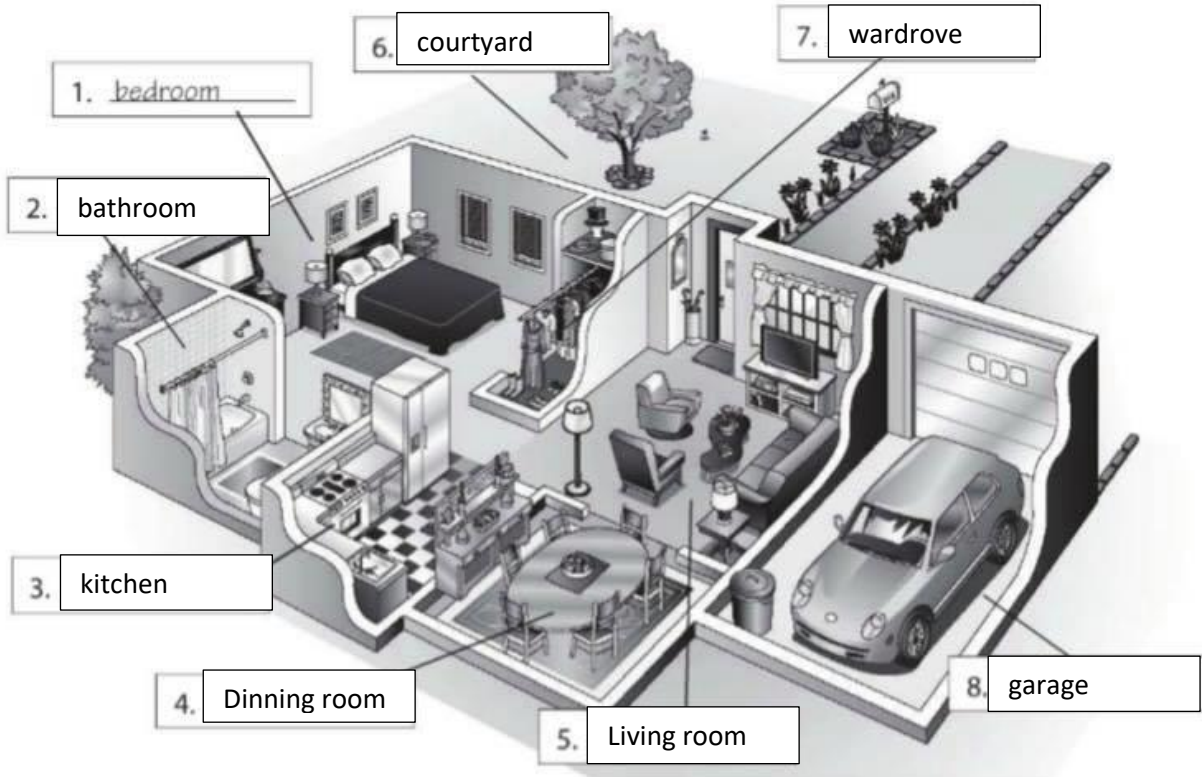 1. bedroom
2. bathroom
3. kitchen
4. Dinning room
5. Living room
6. courtyard
7. wardrove
8. garage